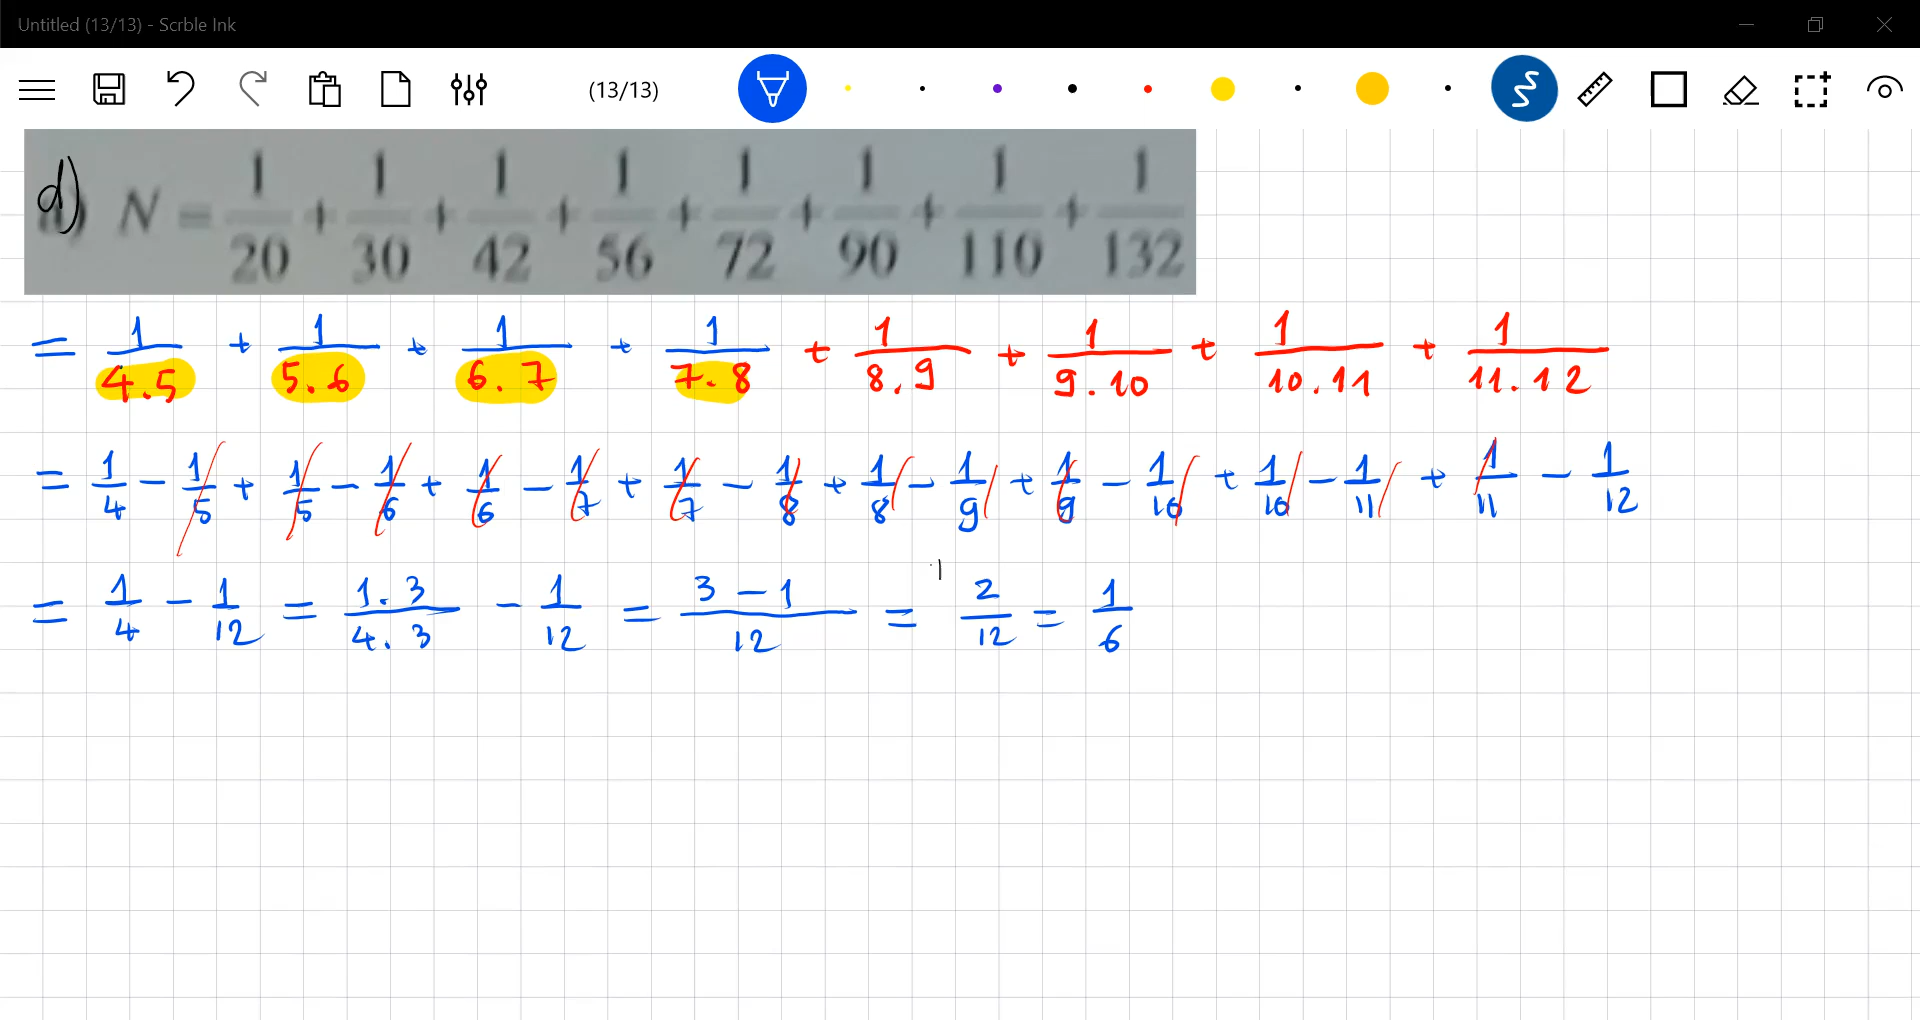 Untitled (13/13) - Scrble Ink
(13/13)
d) N = 1/20 + 1/30 + 1/42 + 1/56 + 1/72 + 1/90 + 1/110 + 1/132
= 1/4.5 + 1/5.6 + 1/6.7 + 1/7.8 + 1/8.9 + 1/9.10 + 1/10.11 + 1/11.12
= 1/4 - 1/5 + 1/5 - 1/6 + 1/6 - 1/7 + 1/7 - 1/8 + 1/8 - 1/9 + 1/9 - 1/10 + 1/10 - 1/11 + 1/11 - 1/12
= 1/4 - 1/12 = 1.3/4.3 - 1/12 = 3-1/12 = 2/12 = 1/6